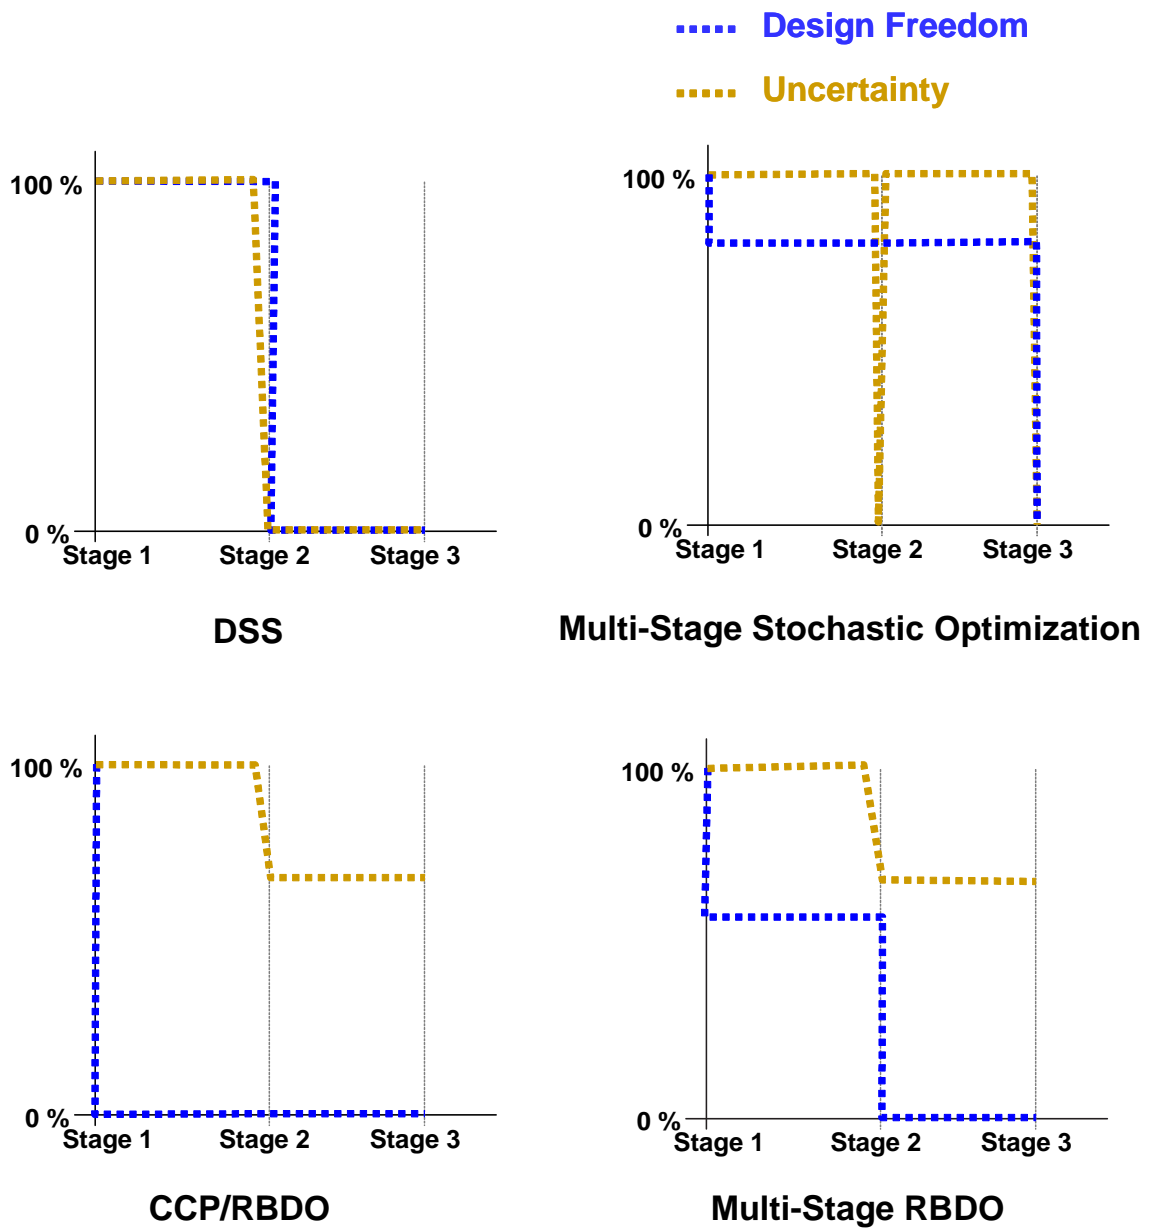 Design Freedom
Uncertainty
100 %
0 %
Stage 1 Stage 2 Stage 3
DSS
100 %
0 %
Stage 1 Stage 2 Stage 3
Multi-Stage Stochastic Optimization
100 %
0 %
Stage 1 Stage 2 Stage 3
CCP/RBDO
100 %
0 %
Stage 1 Stage 2 Stage 3
Multi-Stage RBDO